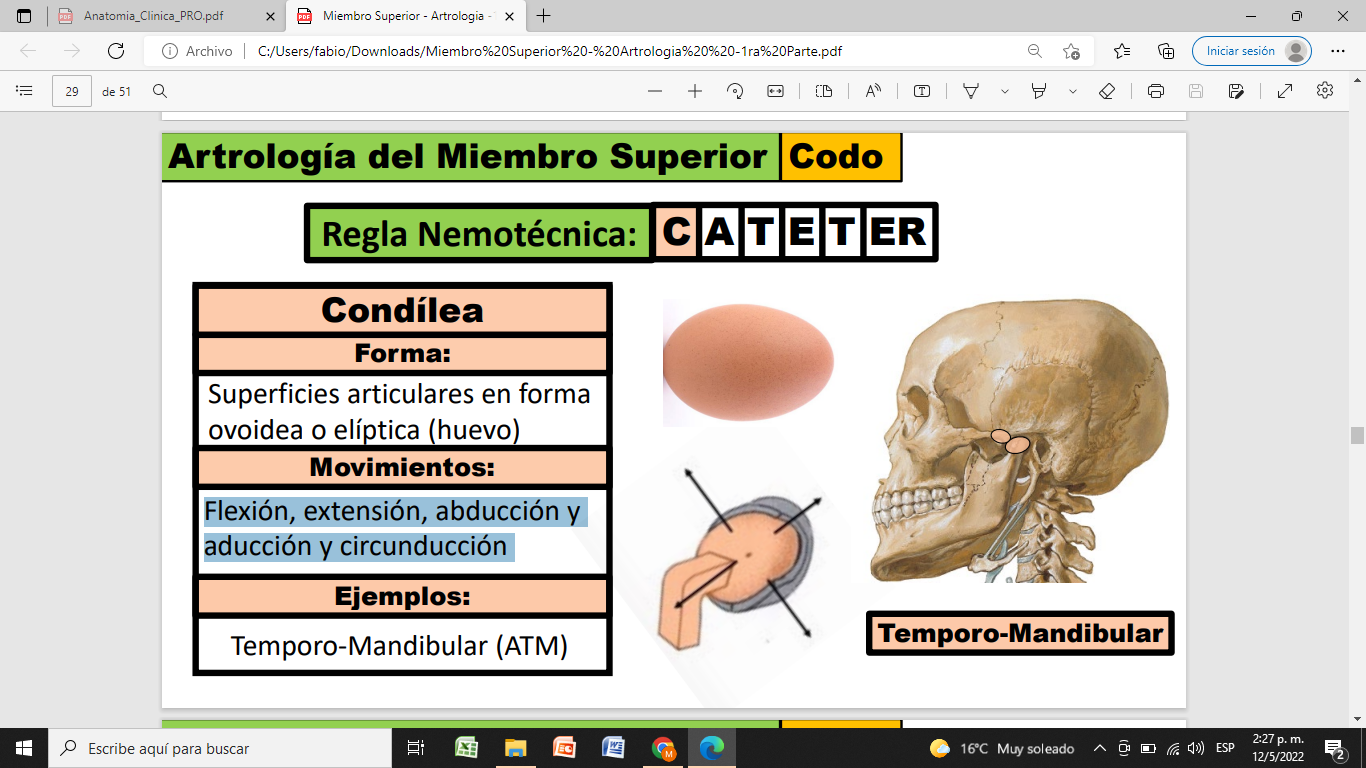 Anatomia_Clinica_PRO.pdf
Miembro Superior - Artrologia -
Archivo
C:/Users/fabio/Downloads/Miembro%20Superior%20-%20Artrologia%20%20-1ra%20Parte.pdf
Iniciar sesión
29
de 51
Artrología del Miembro Superior
Codo
Regla Nemotécnica:
C A T E T ER
Condílea
Forma:
Superficies articulares en forma
ovoidea o elíptica (huevo)
Movimientos:
Flexión, extensión, abducción y
aducción y circunducción
Ejemplos:
Temporo-Mandibular (ATM)
Temporo-Mandibular
Escribe aquí para buscar
16°C Muy soleado
ESP
2:27 p. m.
12/5/2022
2